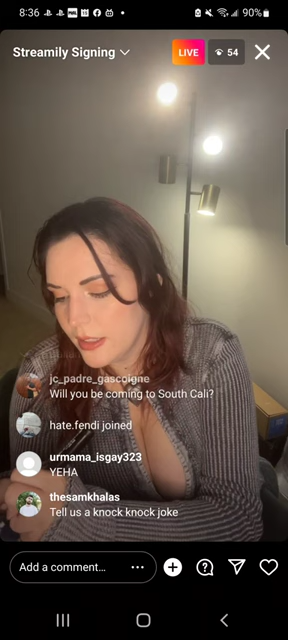 8:36
90%
Streamily Signing
LIVE
54
jc_padre_gascoigne
Will you be coming to South Cali?
hate.fendi joined
urmama_isgay323
YEHA
thesamkhalas
Tell us a knock knock joke
Add a comment...